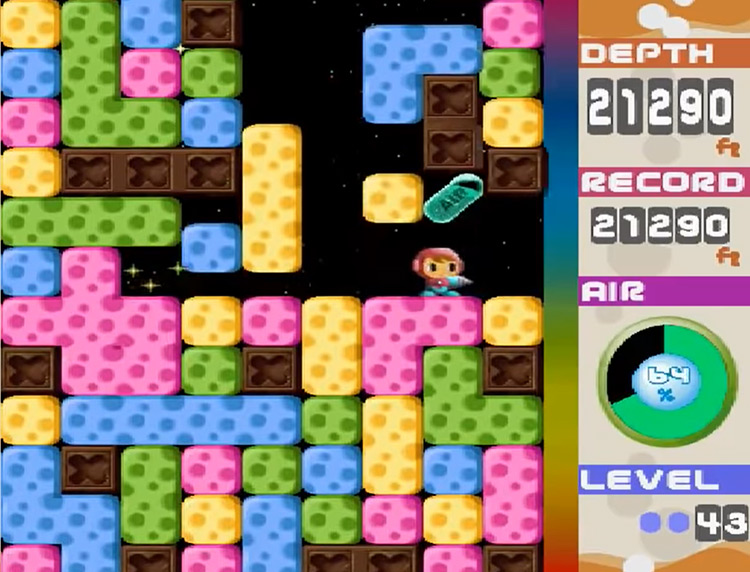 DEPTH
21290
ft
RECORD
21290
ft
AIR
AIR
64
%
LEVEL
43